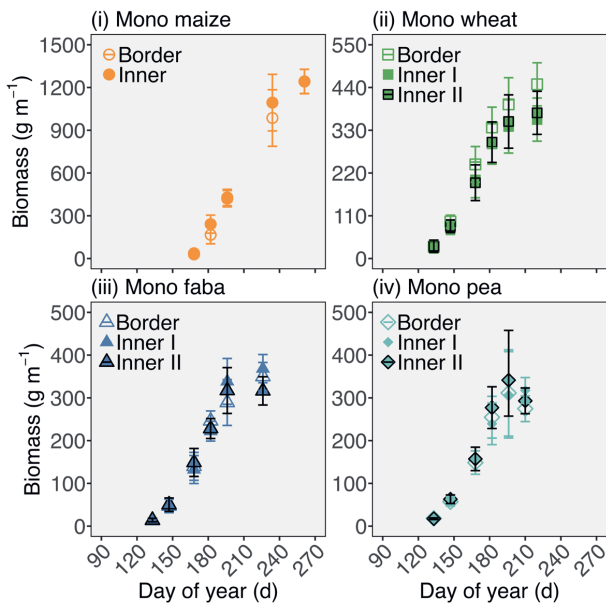 (i) Mono maize
(ii) Mono wheat
1500
1200
900
600
300
0
Biomass (g m⁻¹)
Border
Inner
550
440
330
220
110
0
Border
Inner I
Inner II
(iii) Mono faba
(iv) Mono pea
500
400
300
200
100
0
Biomass (g m⁻¹)
Border
Inner I
Inner II
500
400
300
200
100
0
Border
Inner I
Inner II
90 120 150 180 210 240 270
90 120 150 180 210 240 270
Day of year (d)
Day of year (d)